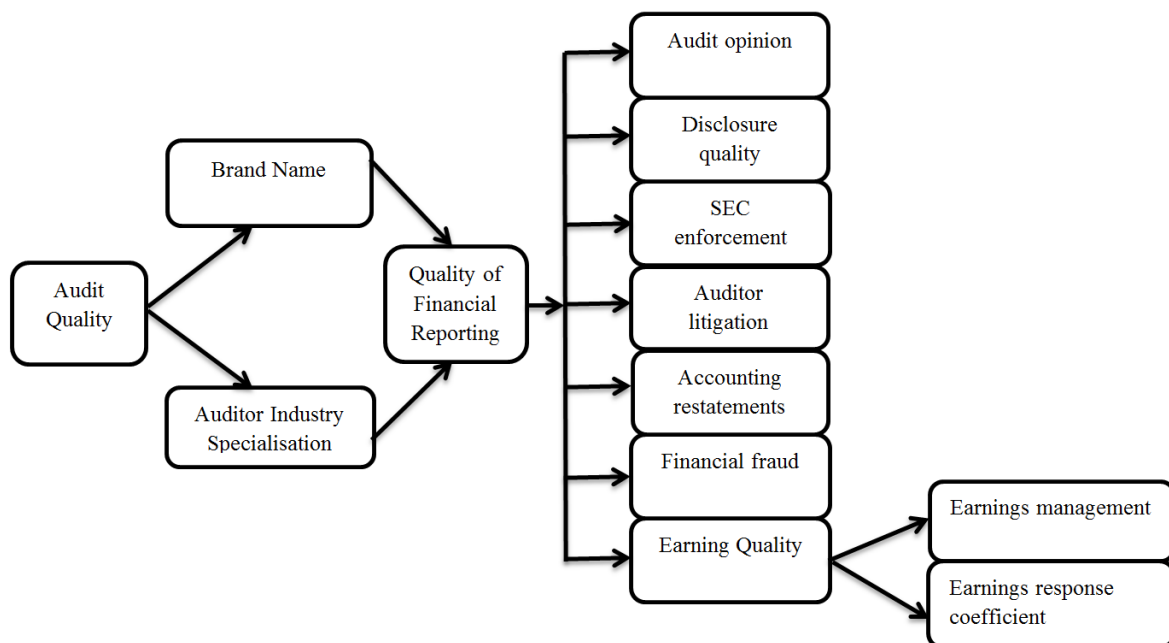 Audit
Quality
Brand Name
Auditor Industry
Specialisation
Quality of
Financial
Reporting
Audit opinion
Disclosure
quality
SEC
enforcement
Auditor
litigation
Accounting
restatements
Financial fraud
Earning Quality
Earnings management
Earnings response
coefficient